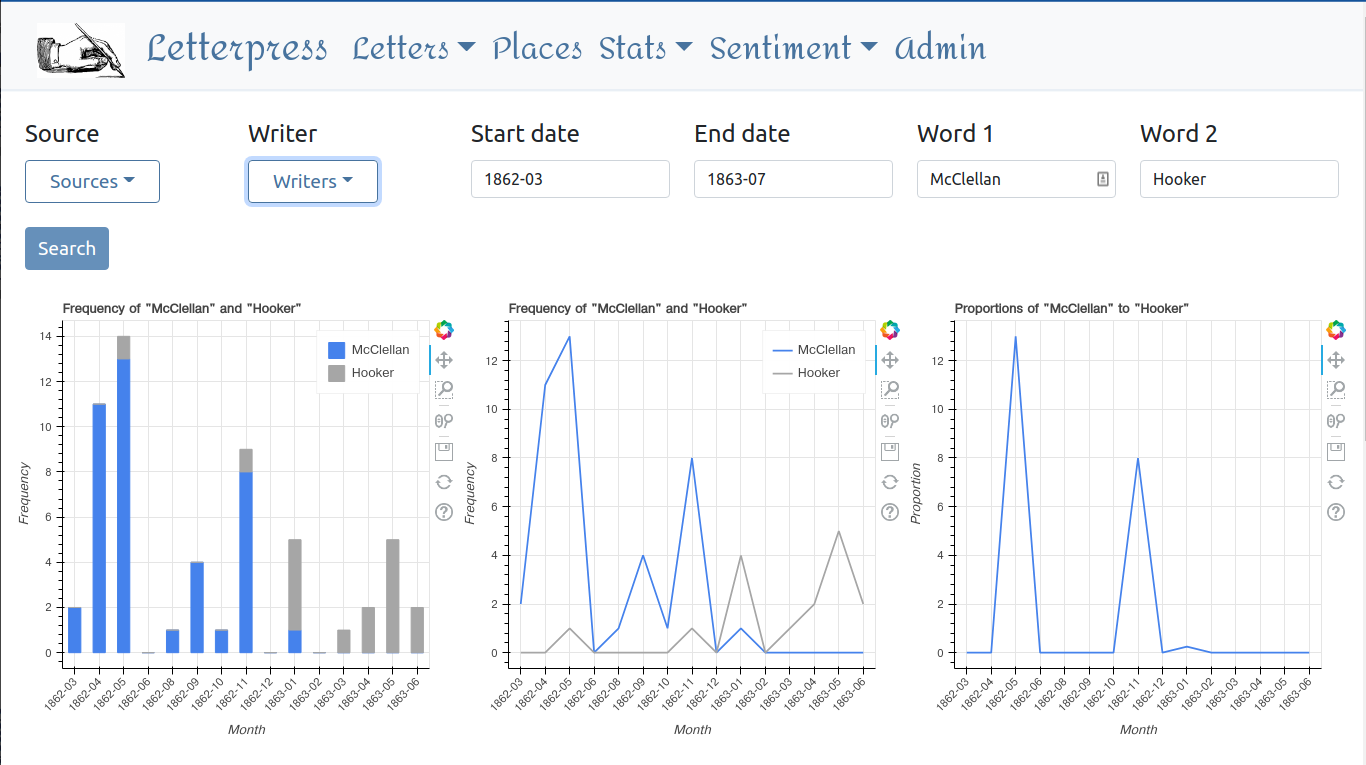 Letterpress Letters Places Stats Sentiment Admin
Source Writer Start date End date Word 1 Word 2
Sources Writers 1862-03 1863-07 McClellan Hooker
Search
Frequency of "McClellan" and "Hooker"
14
12
10
8
6
4
2
0
Frequency
McClellan
Hooker
1862-03 1862-04 1862-05 1862-06 1862-08 1862-09 1862-10 1862-11 1862-12 1863-01 1863-02 1863-03 1863-04 1863-05 1863-06
Month
Frequency of "McClellan" and "Hooker"
12
10
8
6
4
2
0
Frequency
McClellan
Hooker
1862-03 1862-04 1862-05 1862-06 1862-08 1862-09 1862-10 1862-11 1862-12 1863-01 1863-02 1863-03 1863-04 1863-05 1863-06
Month
Proportions of "McClellan" to "Hooker"
12
10
8
6
4
2
0
Proportion
1862-03 1862-04 1862-05 1862-06 1862-08 1862-09 1862-10 1862-11 1862-12 1863-01 1863-02 1863-03 1863-04 1863-05 1863-06
Month